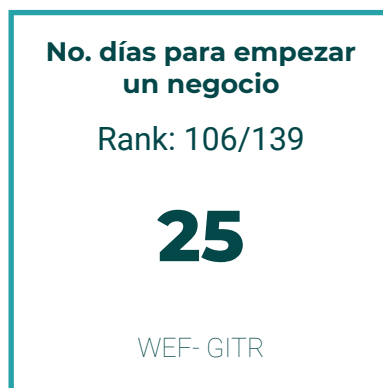 No. días para empezar
un negocio
Rank: 106/139
25
WEF- GITR